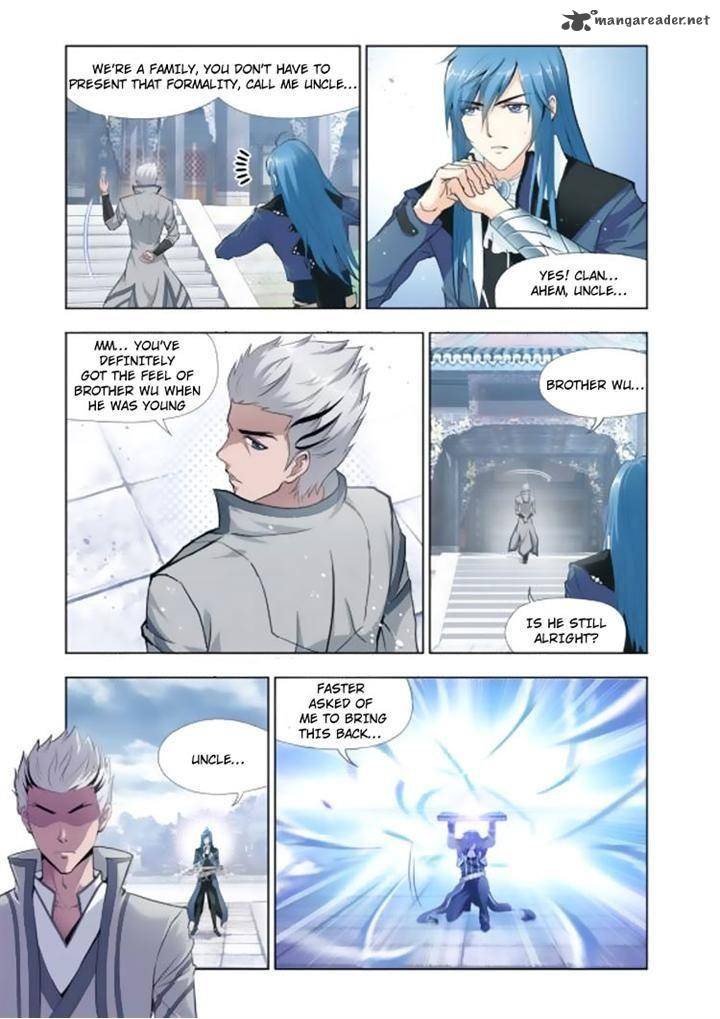 mangareader.net
WE'RE A FAMILY, YOU DON'T HAVE TO
PRESENT THAT FORMALITY, CALL ME UNCLE...
YES! CLAN...
AHEM, UNCLE...
MM... YOU'VE
DEFINITELY
GOT THE FEEL OF
BROTHER WU WHEN
HE WAS YOUNG
BROTHER WU...
IS HE STILL
ALRIGHT?
UNCLE...
FASTER
ASKED OF
ME TO BRING
THIS BACK...